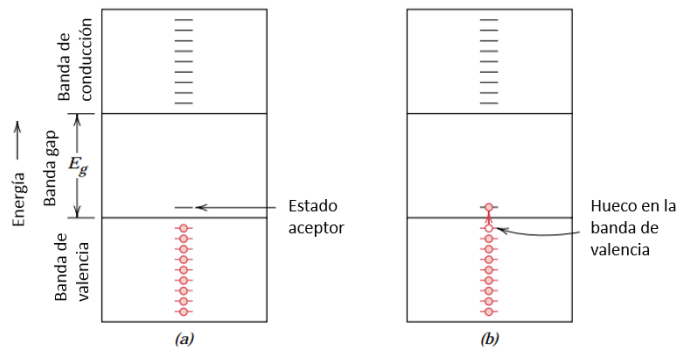 Energía
Banda de
conducción
Banda gap
E_g
Banda de
valencia
Estado
aceptor
(a)
Hueco en la
banda de
valencia
(b)